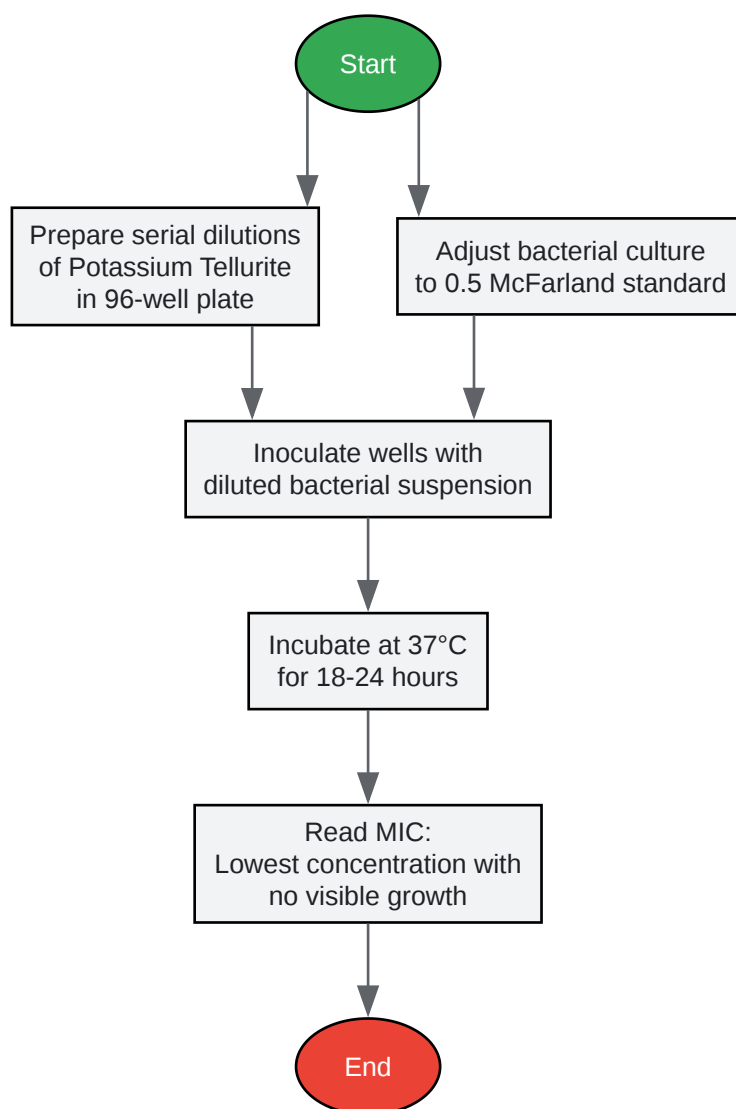 Start
Prepare serial dilutions
of Potassium Tellurite
in 96-well plate
Adjust bacterial culture
to 0.5 McFarland standard
Inoculate wells with
diluted bacterial suspension
Incubate at 37°C
for 18-24 hours
Read MIC:
Lowest concentration with
no visible growth
End